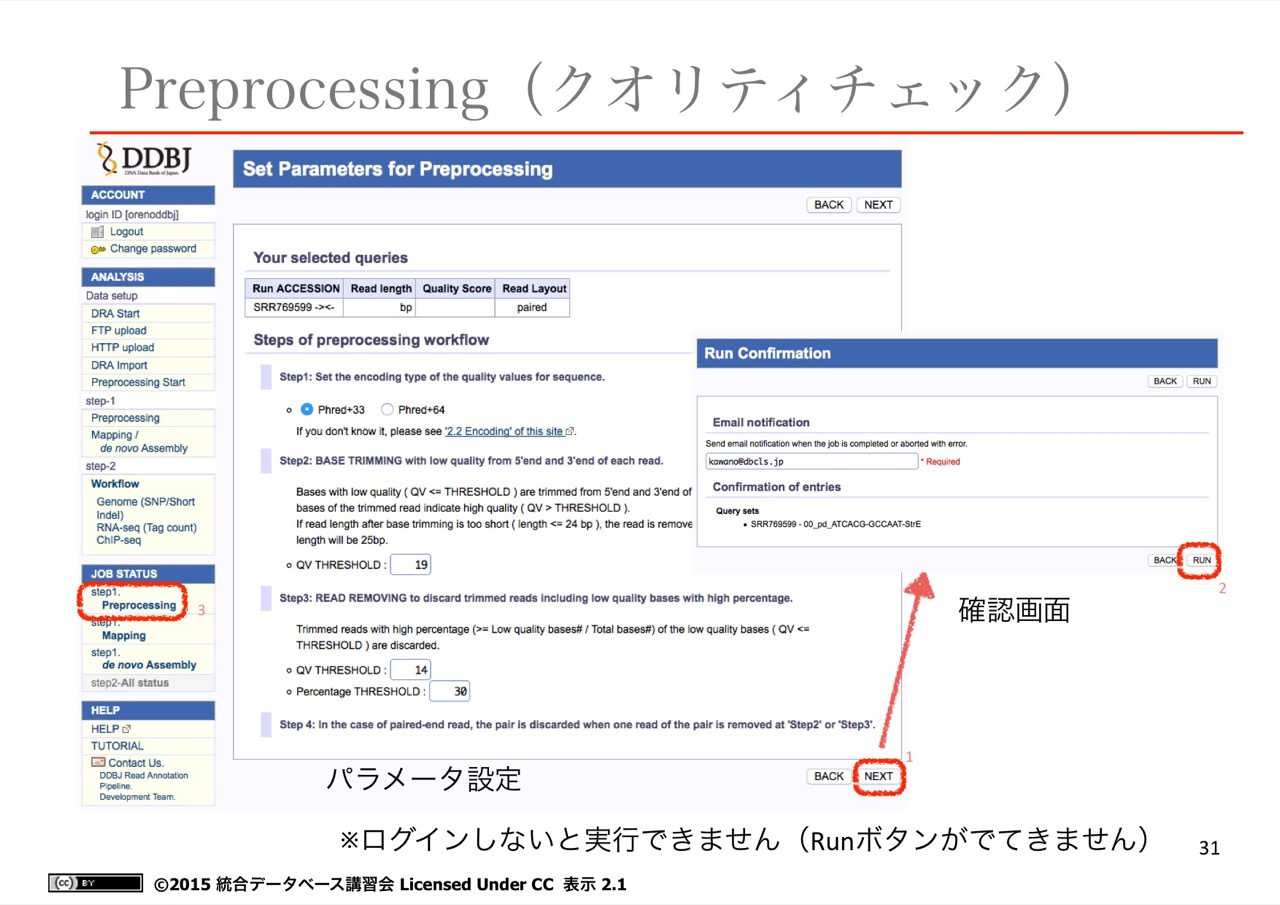 Preprocessing（クオリティチェック）
DDBJ
DNA Data Bank of Japan
ACCOUNT
login ID [orenoddbj]
Logout
Change password
ANALYSIS
Data setup
DRA Start
FTP upload
HTTP upload
DRA Import
Preprocessing Start
step-1
Preprocessing
Mapping /
de novo Assembly
step-2
Workflow
Genome (SNP/Short
Indel)
RNA-seq (Tag count)
ChIP-seq
JOB STATUS
step1.
Preprocessing
3
step1.
Mapping
step1.
de novo Assembly
step2-All status
HELP
HELP
TUTORIAL
Contact Us.
DDBJ Read Annotation
Pipeline.
Development Team.
Set Parameters for Preprocessing
BACK NEXT
Your selected queries
Run ACCESSION Read length Quality Score Read Layout
SRR769599 -><- bp paired
Steps of preprocessing workflow
Step1: Set the encoding type of the quality values for sequence.
Phred+33 Phred+64
If you don't know it, please see '2.2 Encoding' of this site.
Step2: BASE TRIMMING with low quality from 5'end and 3'end of each read.
Bases with low quality ( QV <= THRESHOLD ) are trimmed from 5'end and 3'end of
bases of the trimmed read indicate high quality ( QV > THRESHOLD ).
If read length after base trimming is too short ( length <= 24 bp ), the read is remove
length will be 25bp.
QV THRESHOLD : 19
Step3: READ REMOVING to discard trimmed reads including low quality bases with high percentage.
Trimmed reads with high percentage (>= Low quality bases# / Total bases#) of the low quality bases ( QV <=
THRESHOLD ) are discarded.
QV THRESHOLD : 14
Percentage THRESHOLD : 30
Step 4: In the case of paired-end read, the pair is discarded when one read of the pair is removed at 'Step2' or 'Step3'.
BACK NEXT
1
パラメータ設定
Run Confirmation
BACK RUN
Email notification
Send email notification when the job is completed or aborted with error.
kawano@dbcls.jp * Required
Confirmation of entries
Query sets
SRR769599 - 00_pd_ATCACG-GCCAAT-StrE
BACK RUN
2
確認画面
※ログインしないと実行できません（Runボタンがでてきません）
31
(cc) BY
©2015 統合データベース講習会 Licensed Under CC 表示 2.1